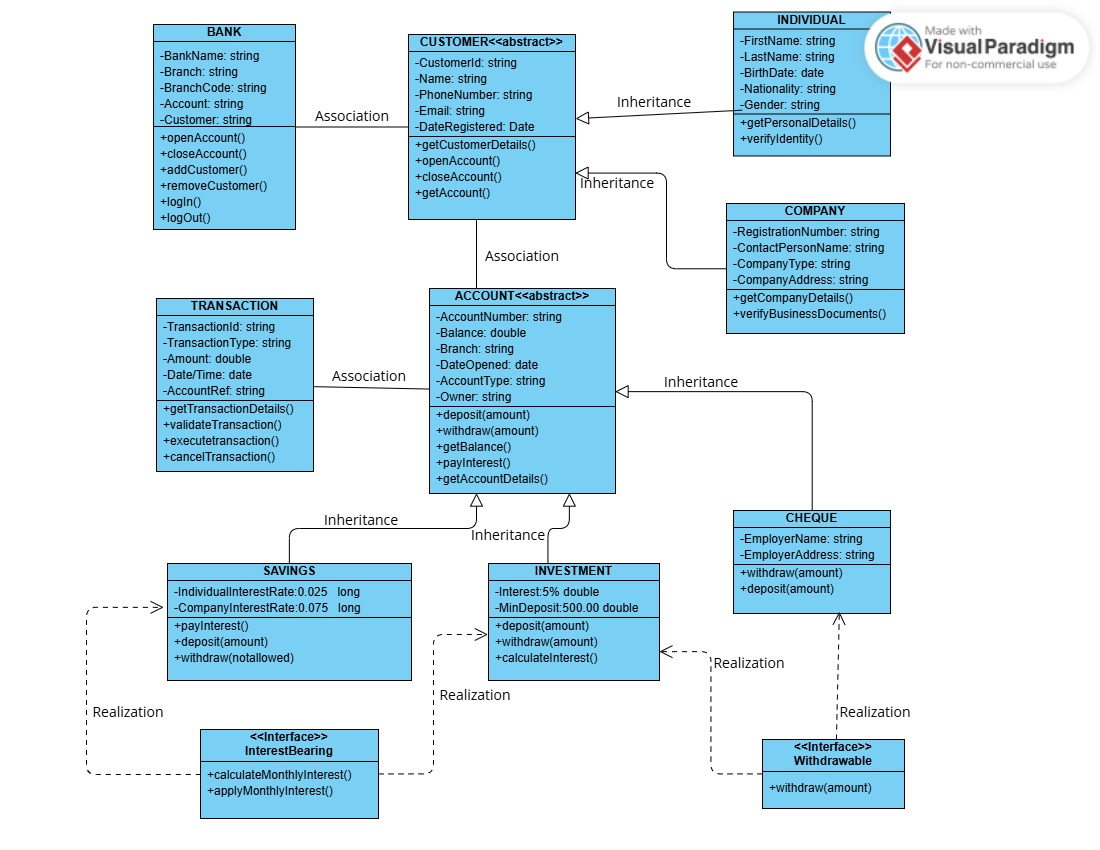 BANK
-BankName: string
-Branch: string
-BranchCode: string
-Account: string
-Customer: string
+openAccount()
+closeAccount()
+addCustomer()
+removeCustomer()
+logIn()
+logOut()
Association
CUSTOMER<<abstract>>
-CustomerId: string
-Name: string
-PhoneNumber: string
-Email: string
-DateRegistered: Date
+getCustomerDetails()
+openAccount()
+closeAccount()
+getAccount()
Inheritance
INDIVIDUAL
-FirstName: string
-LastName: string
-BirthDate: date
-Nationality: string
-Gender: string
+getPersonalDetails()
+verifyIdentity()
Made with
Visual Paradigm
For non-commercial use
Inheritance
COMPANY
-RegistrationNumber: string
-ContactPersonName: string
-CompanyType: string
-CompanyAddress: string
+getCompanyDetails()
+verifyBusinessDocuments()
Association
TRANSACTION
-TransactionId: string
-TransactionType: string
-Amount: double
-Date/Time: date
-AccountRef: string
+getTransactionDetails()
+validateTransaction()
+executetransaction()
+cancelTransaction()
Association
ACCOUNT<<abstract>>
-AccountNumber: string
-Balance: double
-Branch: string
-DateOpened: date
-AccountType: string
-Owner: string
+deposit(amount)
+withdraw(amount)
+getBalance()
+payInterest()
+getAccountDetails()
Inheritance
Inheritance
Inheritance
CHEQUE
-EmployerName: string
-EmployerAddress: string
+withdraw(amount)
+deposit(amount)
SAVINGS
-IndividualInterestRate:0.025 long
-CompanyInterestRate:0.075 long
+payInterest()
+deposit(amount)
+withdraw(notallowed)
INVESTMENT
-Interest:5% double
-MinDeposit:500.00 double
+deposit(amount)
+withdraw(amount)
+calculateInterest()
Realization
Realization
Realization
Realization
<<Interface>>
InterestBearing
+calculateMonthlyInterest()
+applyMonthlyInterest()
<<Interface>>
Withdrawable
+withdraw(amount)